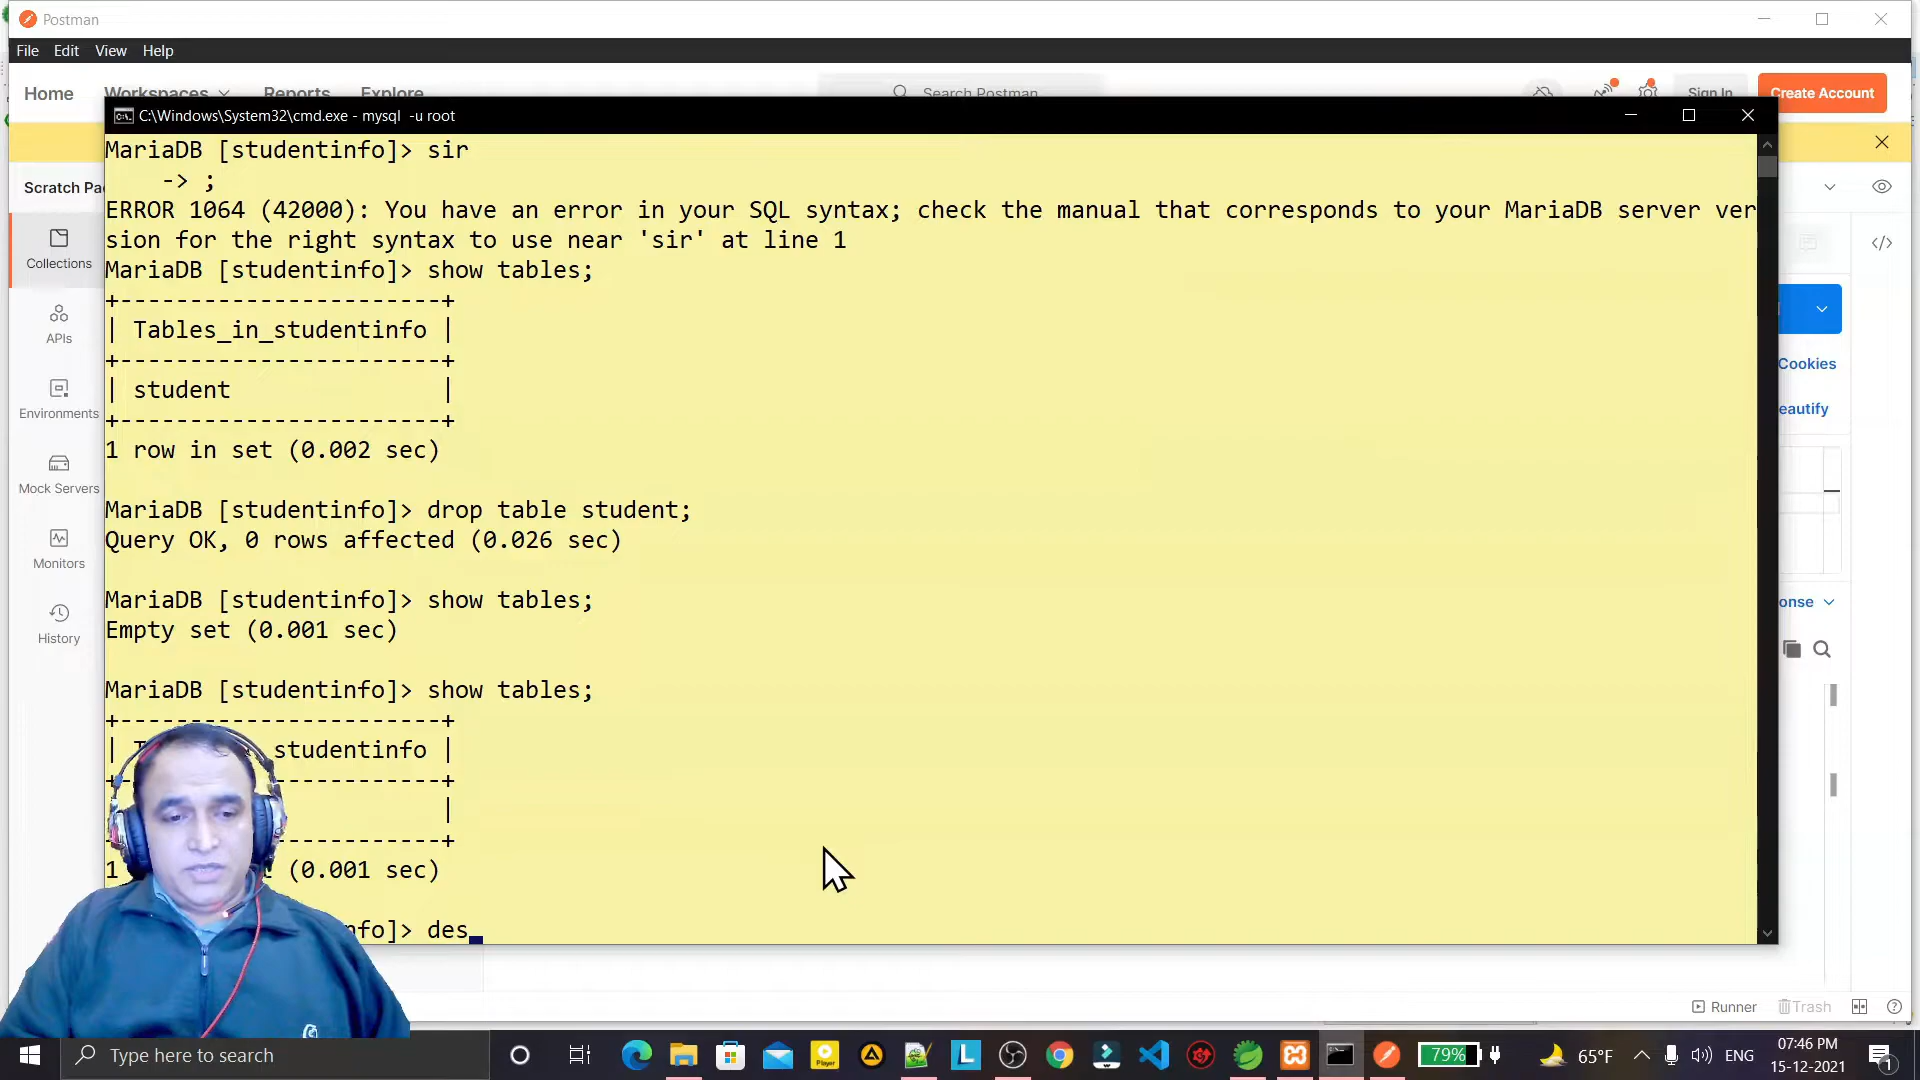 Postman
File Edit View Help
Home Workspaces Reports Explore Search Postman Sign In Create Account
C:\Windows\System32\cmd.exe - mysql -u root
MariaDB [studentinfo]> sir
-> ;
ERROR 1064 (42000): You have an error in your SQL syntax; check the manual that corresponds to your MariaDB server ver
sion for the right syntax to use near 'sir' at line 1
MariaDB [studentinfo]> show tables;
+----------------------+
| Tables_in_studentinfo |
+----------------------+
| student |
+----------------------+
1 row in set (0.002 sec)
MariaDB [studentinfo]> drop table student;
Query OK, 0 rows affected (0.026 sec)
MariaDB [studentinfo]> show tables;
Empty set (0.001 sec)
MariaDB [studentinfo]> show tables;
+----------------------+
studentinfo |
-----------+
|
-----------+
1 (0.001 sec)
nfo]> des
Scratch Pa
Collections
APIs
Environments
Mock Servers
Monitors
History
Cookies
eautify
onse
Runner Trash
Type here to search
79% 65°F ENG 07:46 PM
15-12-2021
1